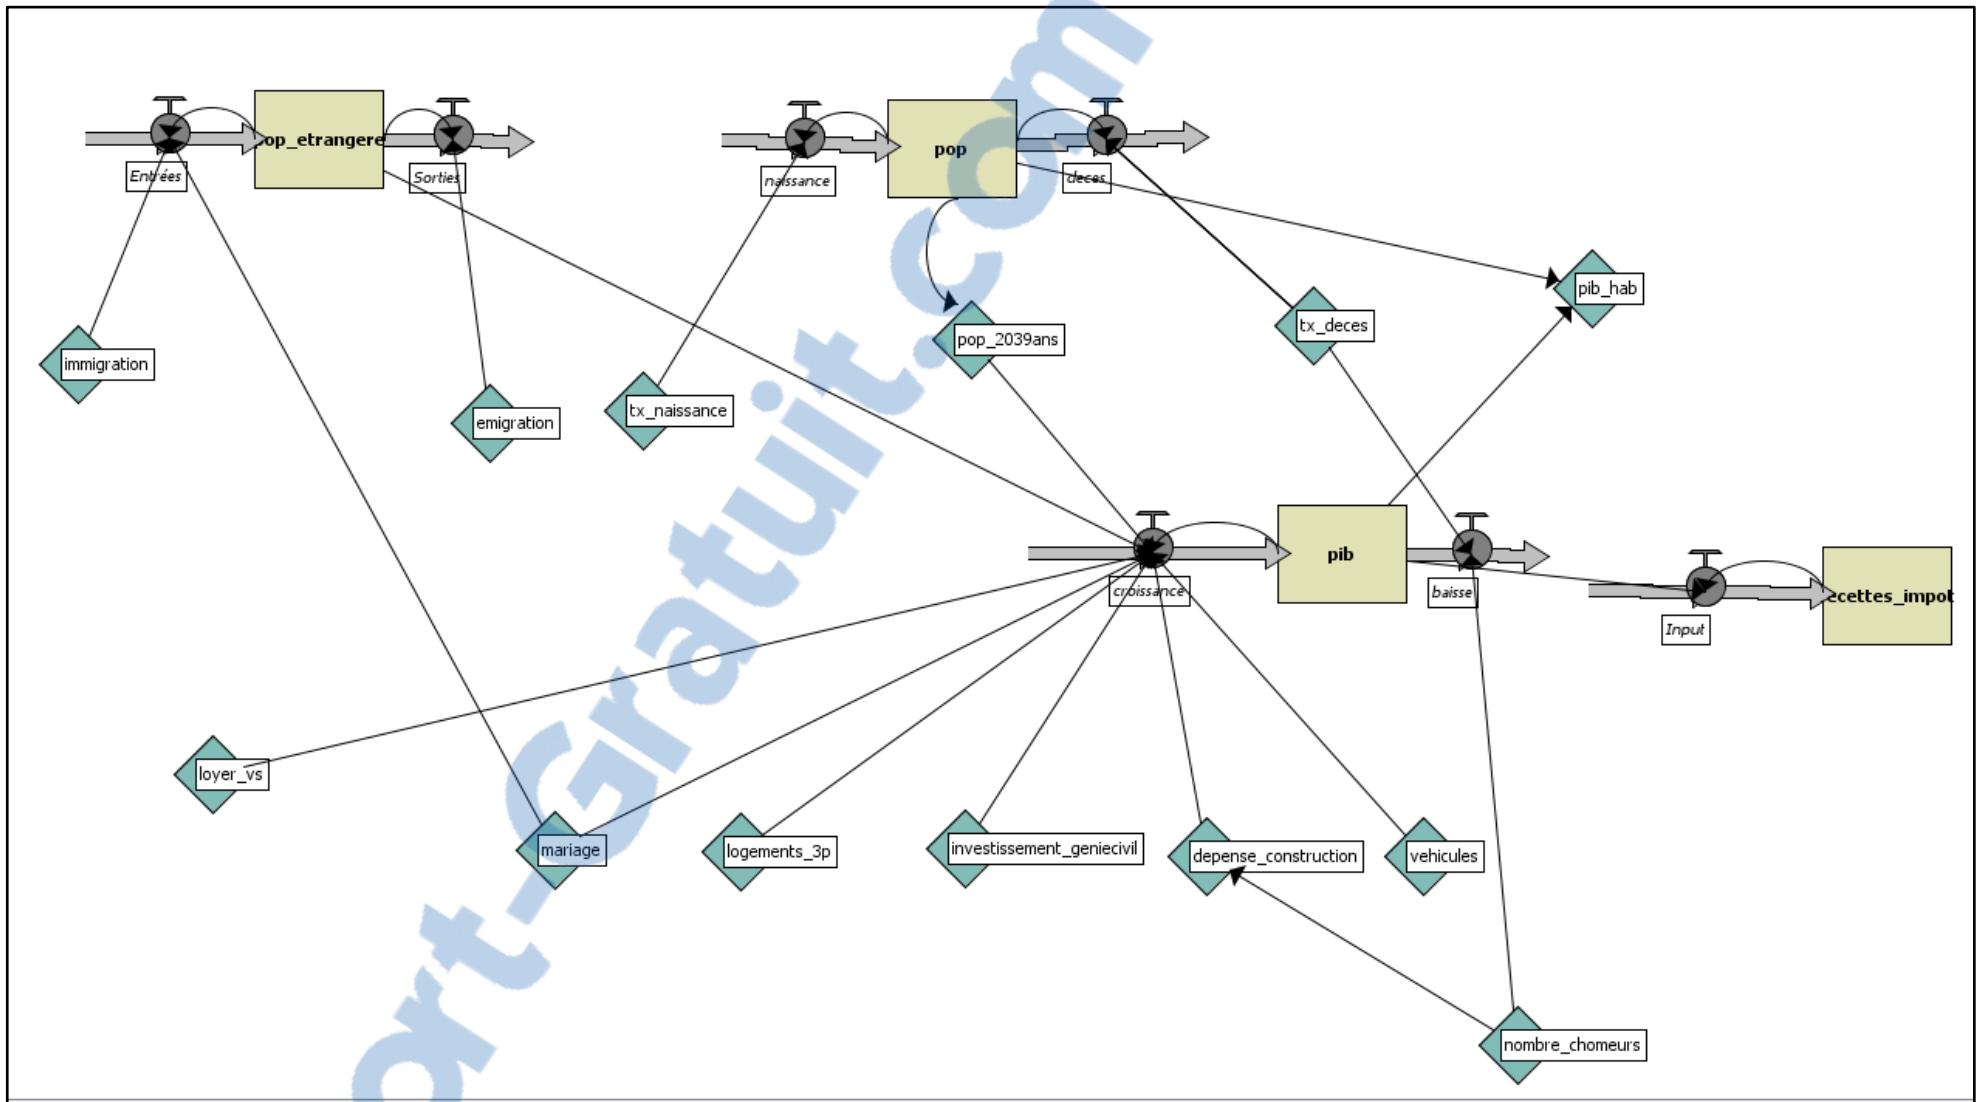 op_etrangere
pop
Entrées
Sorties
naissance
deces
pib_hab
tx_deces
pop_2039ans
immigration
tx_naissance
emigration
pib
croissance
baisse
ecettes_impot
Input
loyer_vs
mariage
logements_3p
investissement_geniecivil
depense_construction
vehicules
nombre_chomeurs
ort-Gratuit.com